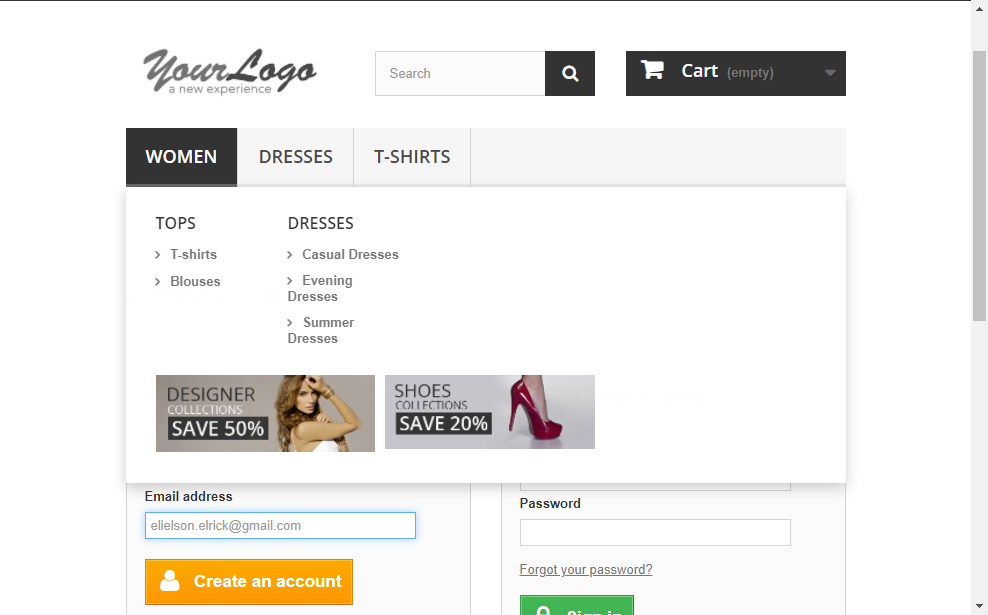 YourLogo
a new experience
Search
Cart (empty)
WOMEN
DRESSES
T-SHIRTS
TOPS
T-shirts
Blouses
DRESSES
Casual Dresses
Evening
Dresses
Summer
Dresses
DESIGNER
COLLECTIONS
SAVE 50%
SHOES
COLLECTIONS
SAVE 20%
Email address
elielson.elrick@gmail.com
Create an account
Password
Forgot your password?
Sign in